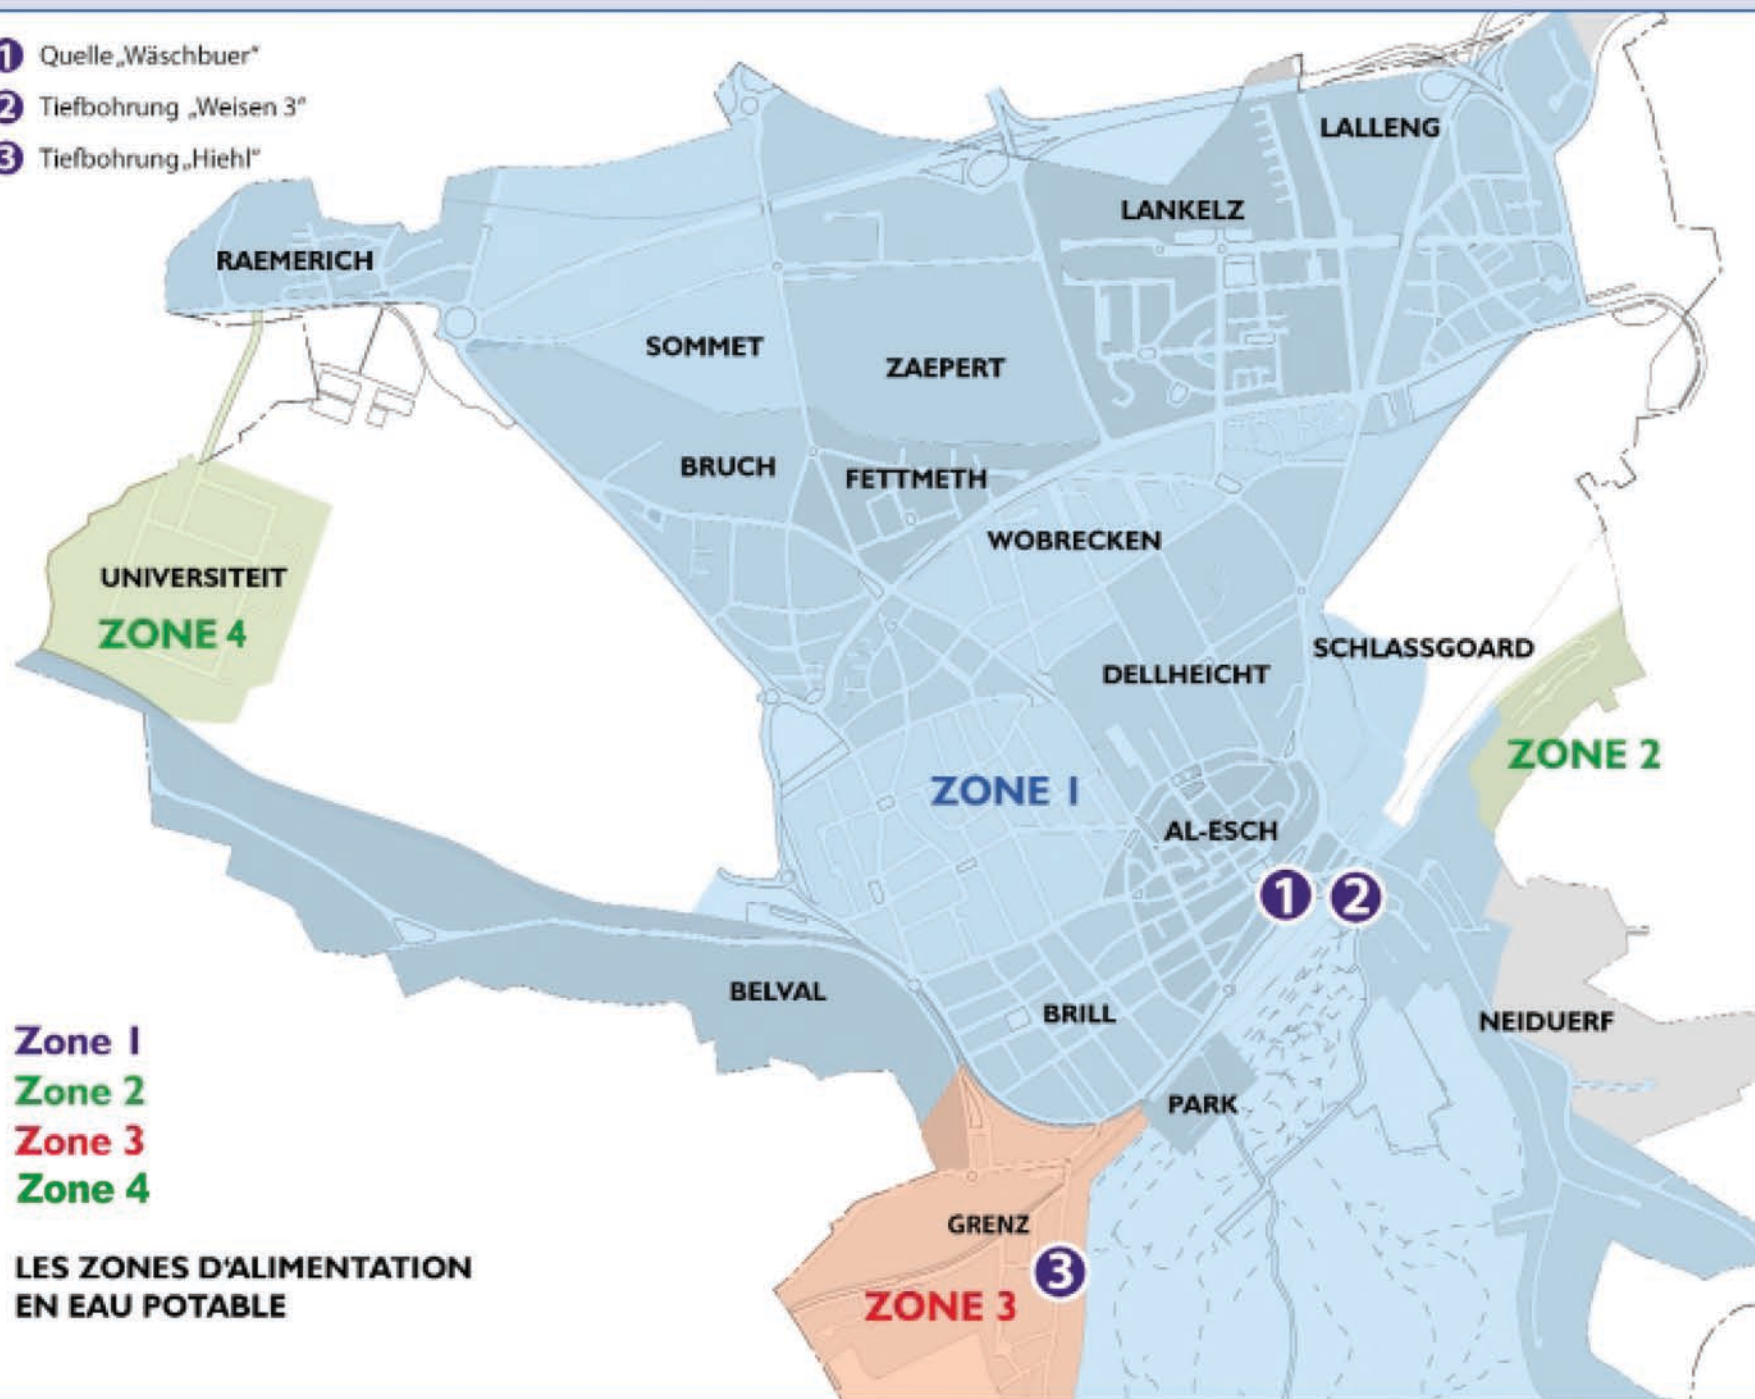 1 Quelle „Wäschbuer“
2 Tiefbohrung „Weisen 3“
3 Tiefbohrung „Hiehl“
LALLENG
LANKELZ
RAEMERICH
SOMMET
ZAEPERT
BRUCH
FETTMETH
WOBRECKEN
UNIVERSITEIT
ZONE 4
SCHLASSGOARD
DELLHEICHT
ZONE 2
ZONE 1
AL-ESCH
1 2
BELVAL
BRILL
NEIDUERF
PARK
GRENZ
3
ZONE 3
Zone 1
Zone 2
Zone 3
Zone 4
LES ZONES D'ALIMENTATION
EN EAU POTABLE